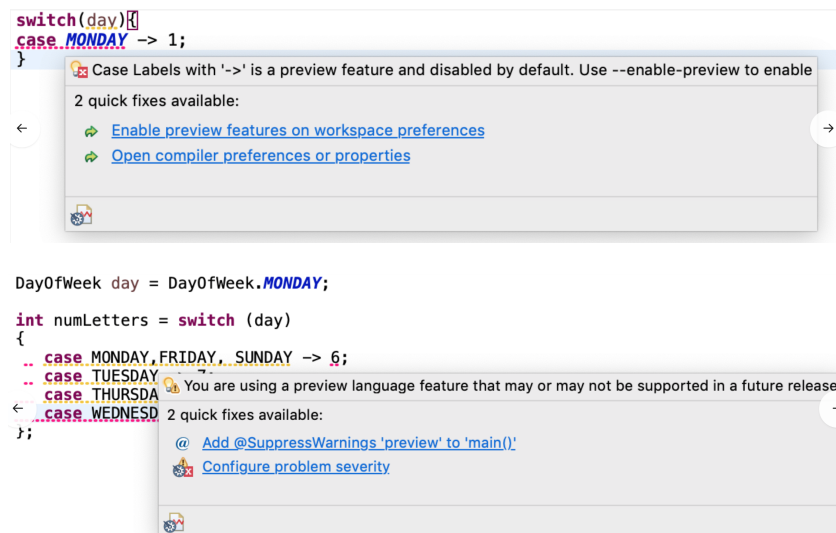 switch(day){
case MONDAY -> 1;
}
Case Labels with '->' is a preview feature and disabled by default. Use --enable-preview to enable
2 quick fixes available:
Enable preview features on workspace preferences
Open compiler preferences or properties
DayOfWeek day = DayOfWeek.MONDAY;
int numLetters = switch (day)
{
case MONDAY,FRIDAY, SUNDAY -> 6;
case TUESDAY
case THURSDA
case WEDNESD
};
You are using a preview language feature that may or may not be supported in a future release
2 quick fixes available:
@ Add @SuppressWarnings 'preview' to 'main()'
Configure problem severity